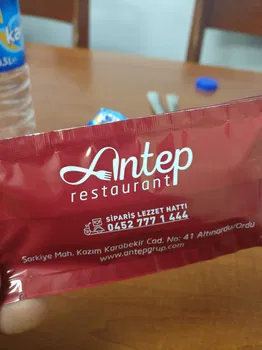 Antep
restaurant
SİPARİŞ LEZZET HATTI
0452 777 1 444
Şarkiye Mah. Kazım Karabekir Cad. No: 41 Altınordu/Ordu
www.antepgrup.com